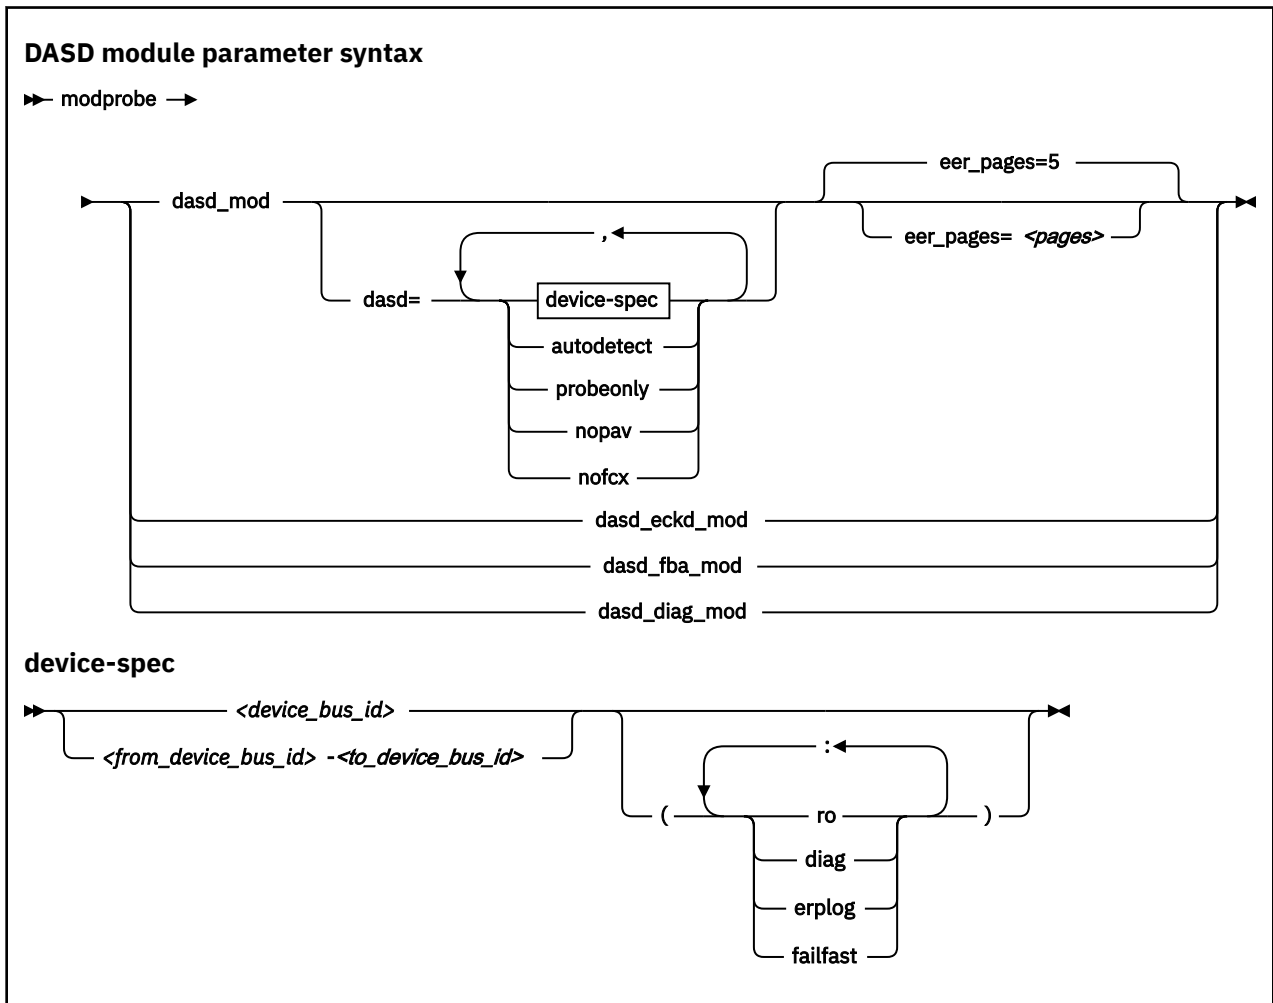 DASD module parameter syntax
modprobe
eer_pages=5
dasd_mod
eer_pages= <pages>
,
dasd= device-spec
autodetect
probeonly
nopav
nofcx
dasd_eckd_mod
dasd_fba_mod
dasd_diag_mod
device-spec
<device_bus_id>
<from_device_bus_id> -<to_device_bus_id>
:
( ro )
diag
erplog
failfast